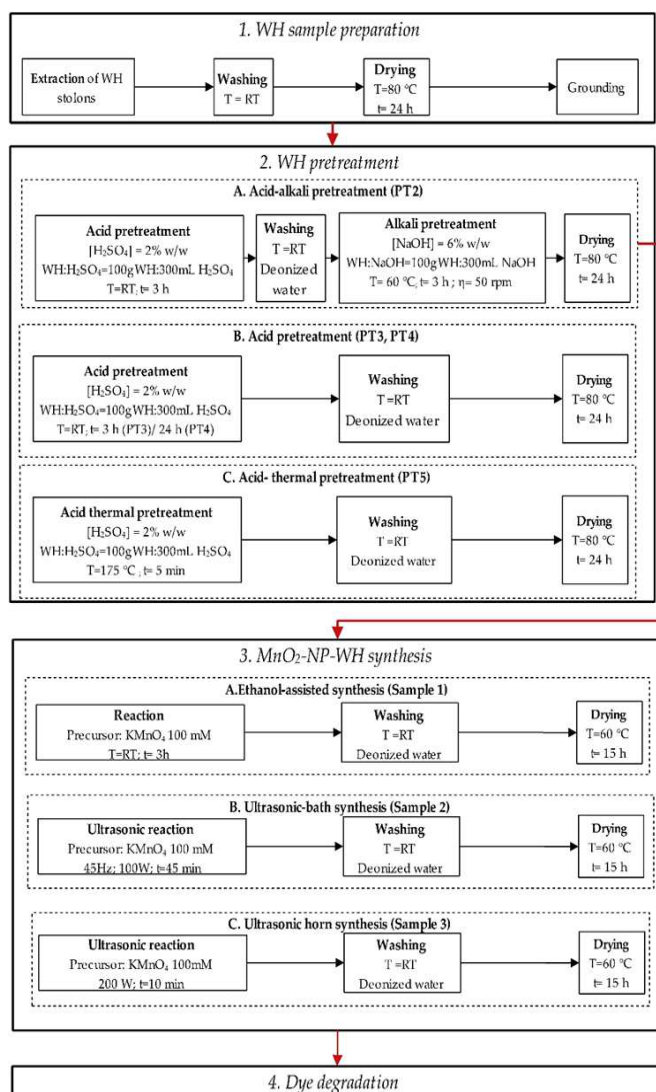 1. WH sample preparation
Extraction of WH
stolons
Washing
T = RT
Drying
T=80 °C
t= 24 h
Grounding
2. WH pretreatment
A. Acid-alkali pretreatment (PT2)
Acid pretreatment
[H₂SO₄] = 2% w/w
WH:H₂SO₄=100gWH:300mL H₂SO₄
T=RT; t= 3 h
Washing
T =RT
Deonized
water
Alkali pretreatment
[NaOH] = 6% w/w
WH:NaOH=100gWH:300mL NaOH
T= 60 °C, t= 3 h ; η= 50 rpm
Drying
T=80 °C
t= 24 h
B. Acid pretreatment (PT3, PT4)
Acid pretreatment
[H₂SO₄] = 2% w/w
WH:H₂SO₄=100gWH:300mL H₂SO₄
T=RT; t= 3 h (PT3)/ 24 h (PT4)
Washing
T =RT
Deonized water
Drying
T=80 °C
t= 24 h
C. Acid- thermal pretreatment (PT5)
Acid thermal pretreatment
[H₂SO₄] = 2% w/w
WH:H₂SO₄=100gWH:300mL H₂SO₄
T=175 °C , t= 5 min
Washing
T =RT
Deonized water
Drying
T=80 °C
t= 24 h
3. MnO₂-NP-WH synthesis
A.Ethanol-assisted synthesis (Sample 1)
Reaction
Precursor: KMnO₄ 100 mM
T=RT; t= 3h
Washing
T =RT
Deonized water
Drying
T=60 °C
t= 15 h
B. Ultrasonic-bath synthesis (Sample 2)
Ultrasonic reaction
Precursor: KMnO₄ 100 mM
45Hz; 100W; t=45 min
Washing
T =RT
Deonized water
Drying
T=60 °C
t= 15 h
C. Ultrasonic horn synthesis (Sample 3)
Ultrasonic reaction
Precursor: KMnO₄ 100mM
200 W; t=10 min
Washing
T =RT
Deonized water
Drying
T=60 °C
t= 15 h
4. Dye degradation